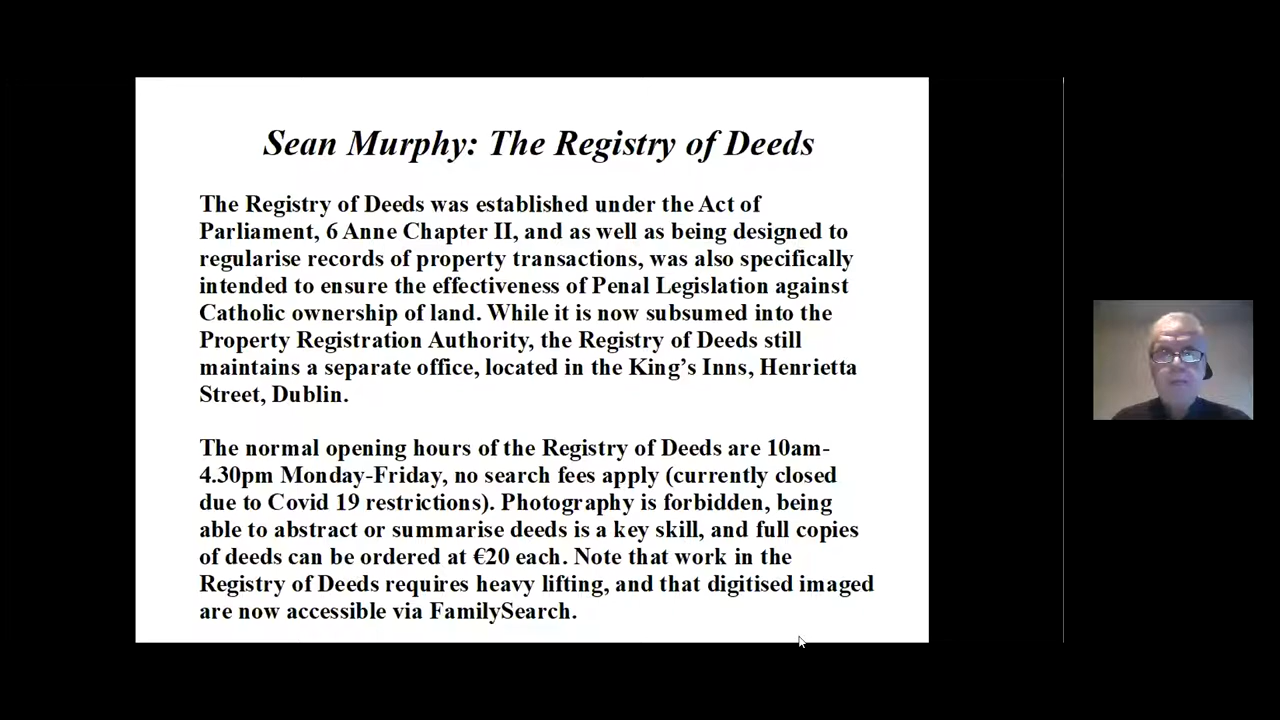 Sean Murphy: The Registry of Deeds
The Registry of Deeds was established under the Act of
Parliament, 6 Anne Chapter II, and as well as being designed to
regularise records of property transactions, was also specifically
intended to ensure the effectiveness of Penal Legislation against
Catholic ownership of land. While it is now subsumed into the
Property Registration Authority, the Registry of Deeds still
maintains a separate office, located in the King's Inns, Henrietta
Street, Dublin.
The normal opening hours of the Registry of Deeds are 10am-
4.30pm Monday-Friday, no search fees apply (currently closed
due to Covid 19 restrictions). Photography is forbidden, being
able to abstract or summarise deeds is a key skill, and full copies
of deeds can be ordered at €20 each. Note that work in the
Registry of Deeds requires heavy lifting, and that digitised imaged
are now accessible via FamilySearch.